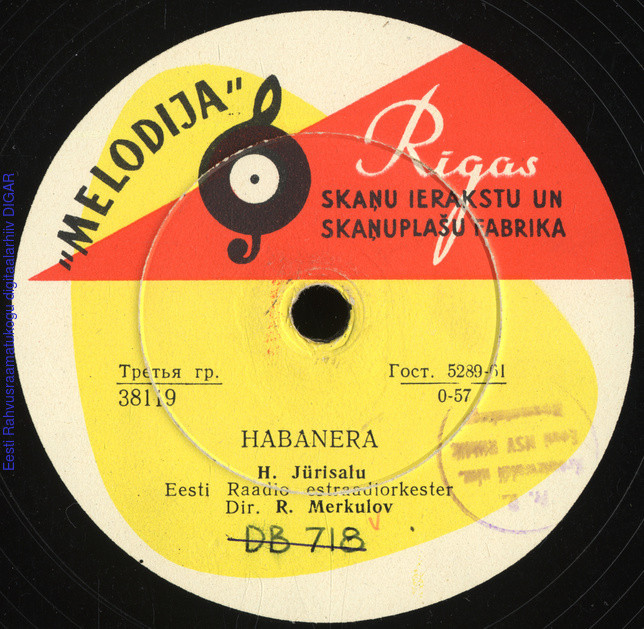 „MELODIJA”
Rigas
SKAŅU IERAKSTU UN
SKAŅUPLAŠU FABRIKA
Третья гр.
38119
Гост. 5289-61
0-57
HABANERA
H. Jürisalu
Eesti Raadio estraadiorkester
Dir. R. Merkulov
DB 718
Eesti Rahvusraamatukogu digitaalarhiiv DIGAR